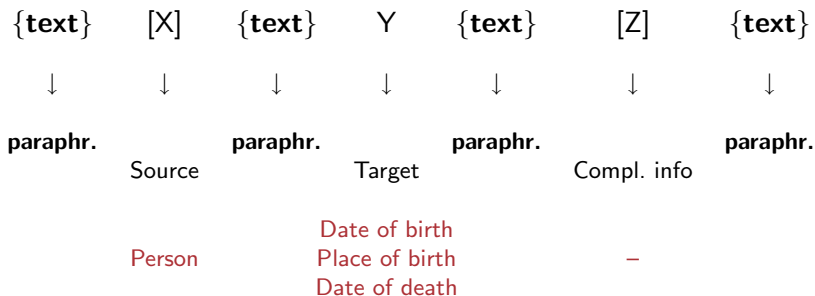 {text} [X] {text} Y {text} [Z] {text}
↓ ↓ ↓ ↓ ↓ ↓ ↓
paraphr. paraphr. paraphr. paraphr.
Source Target Compl. info
Date of birth
Person Place of birth –
Date of death